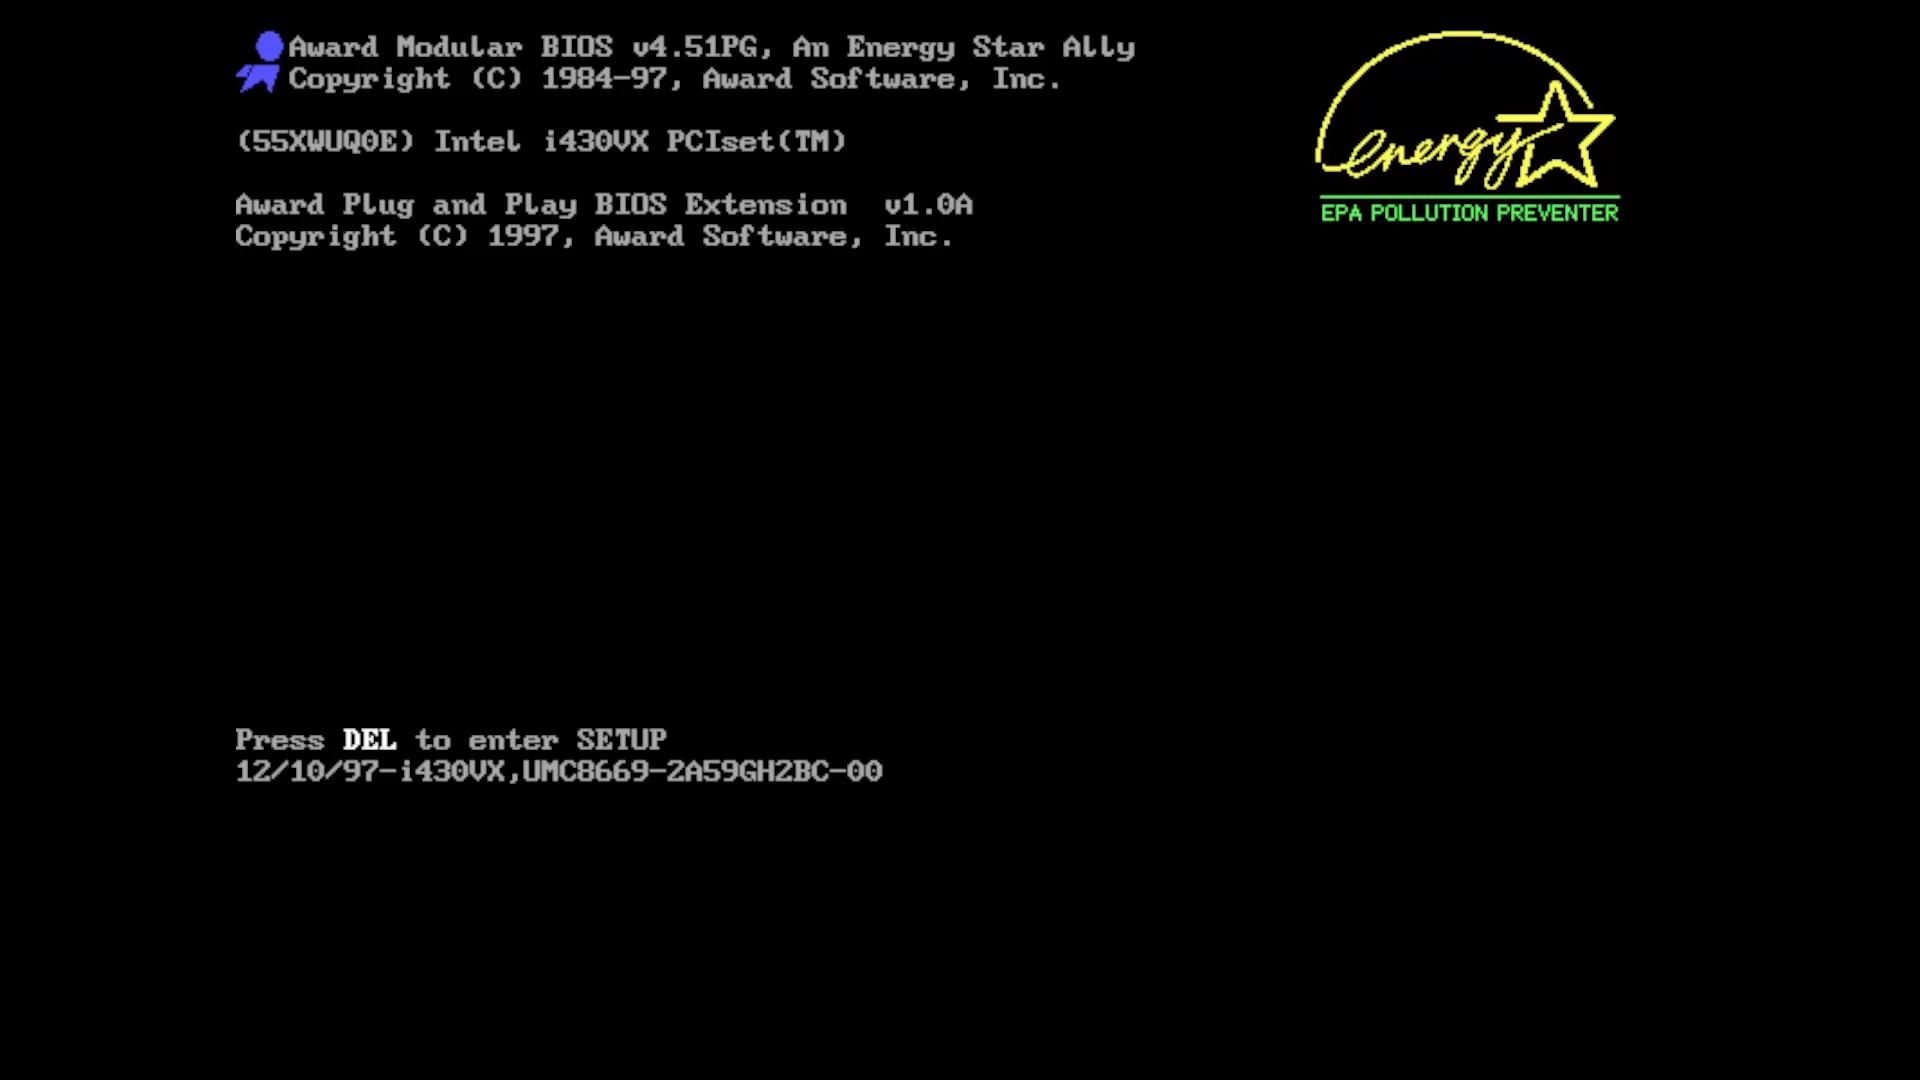 Award Modular BIOS v4.51PG, An Energy Star Ally
Copyright (C) 1984-97, Award Software, Inc.
energy
EPA POLLUTION PREVENTER
(55XWUQ0E) Intel i430VX PCIset(TM)
Award Plug and Play BIOS Extension  v1.0A
Copyright (C) 1997, Award Software, Inc.
Press DEL to enter SETUP
12/10/97-i430VX,UMC8669-2A59GH2BC-00